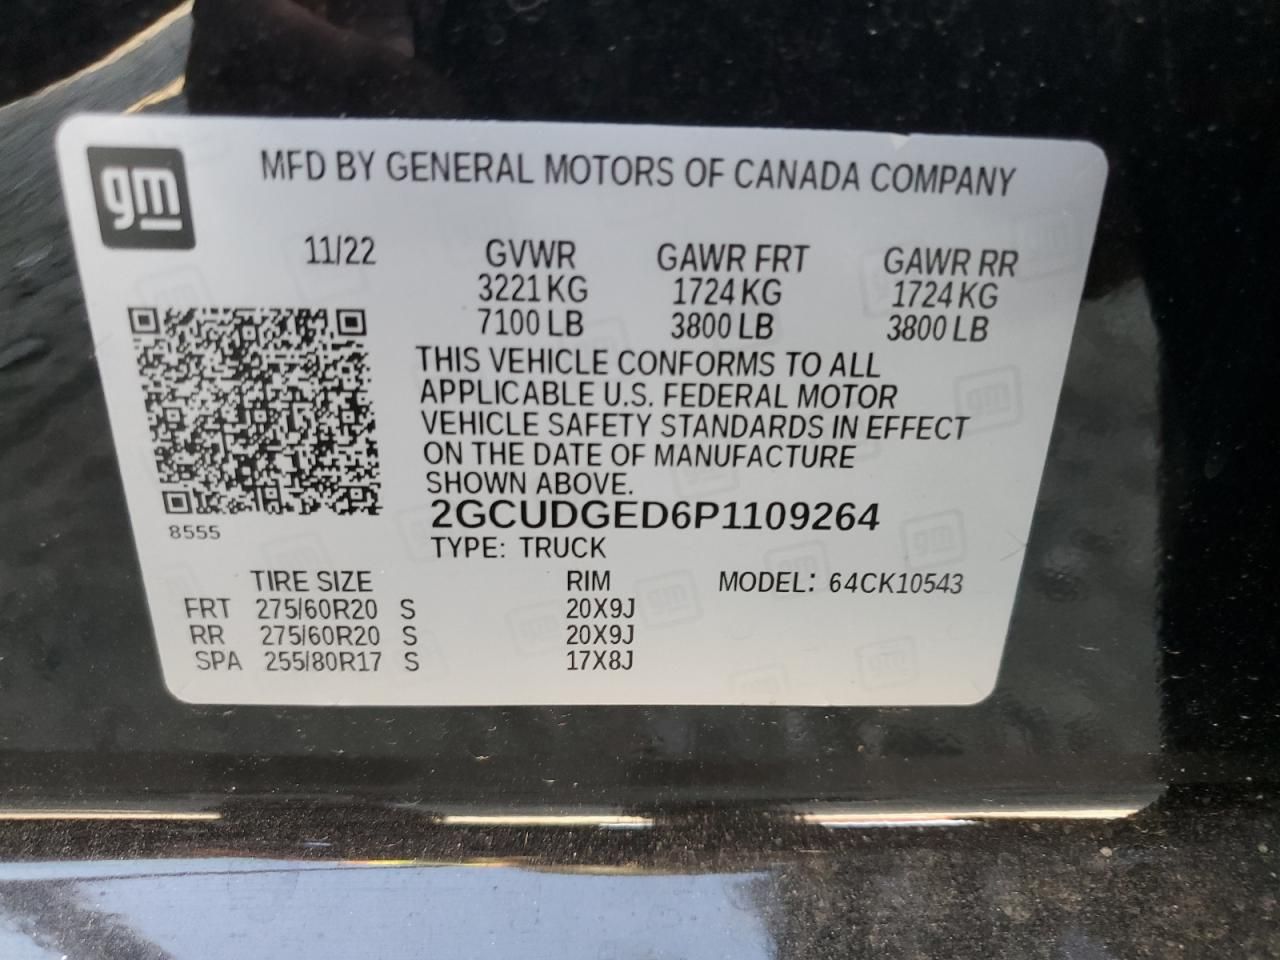 gm
MFD BY GENERAL MOTORS OF CANADA COMPANY
11/22 GVWR GAWR FRT GAWR RR
3221 KG 1724 KG 1724 KG
7100 LB 3800 LB 3800 LB
THIS VEHICLE CONFORMS TO ALL
APPLICABLE U.S. FEDERAL MOTOR
VEHICLE SAFETY STANDARDS IN EFFECT
ON THE DATE OF MANUFACTURE
SHOWN ABOVE.
2GCUDGED6P1109264
8555
TYPE: TRUCK
TIRE SIZE RIM MODEL: 64CK10543
FRT 275/60R20 S 20X9J
RR 275/60R20 S 20X9J
SPA 255/80R17 S 17X8J